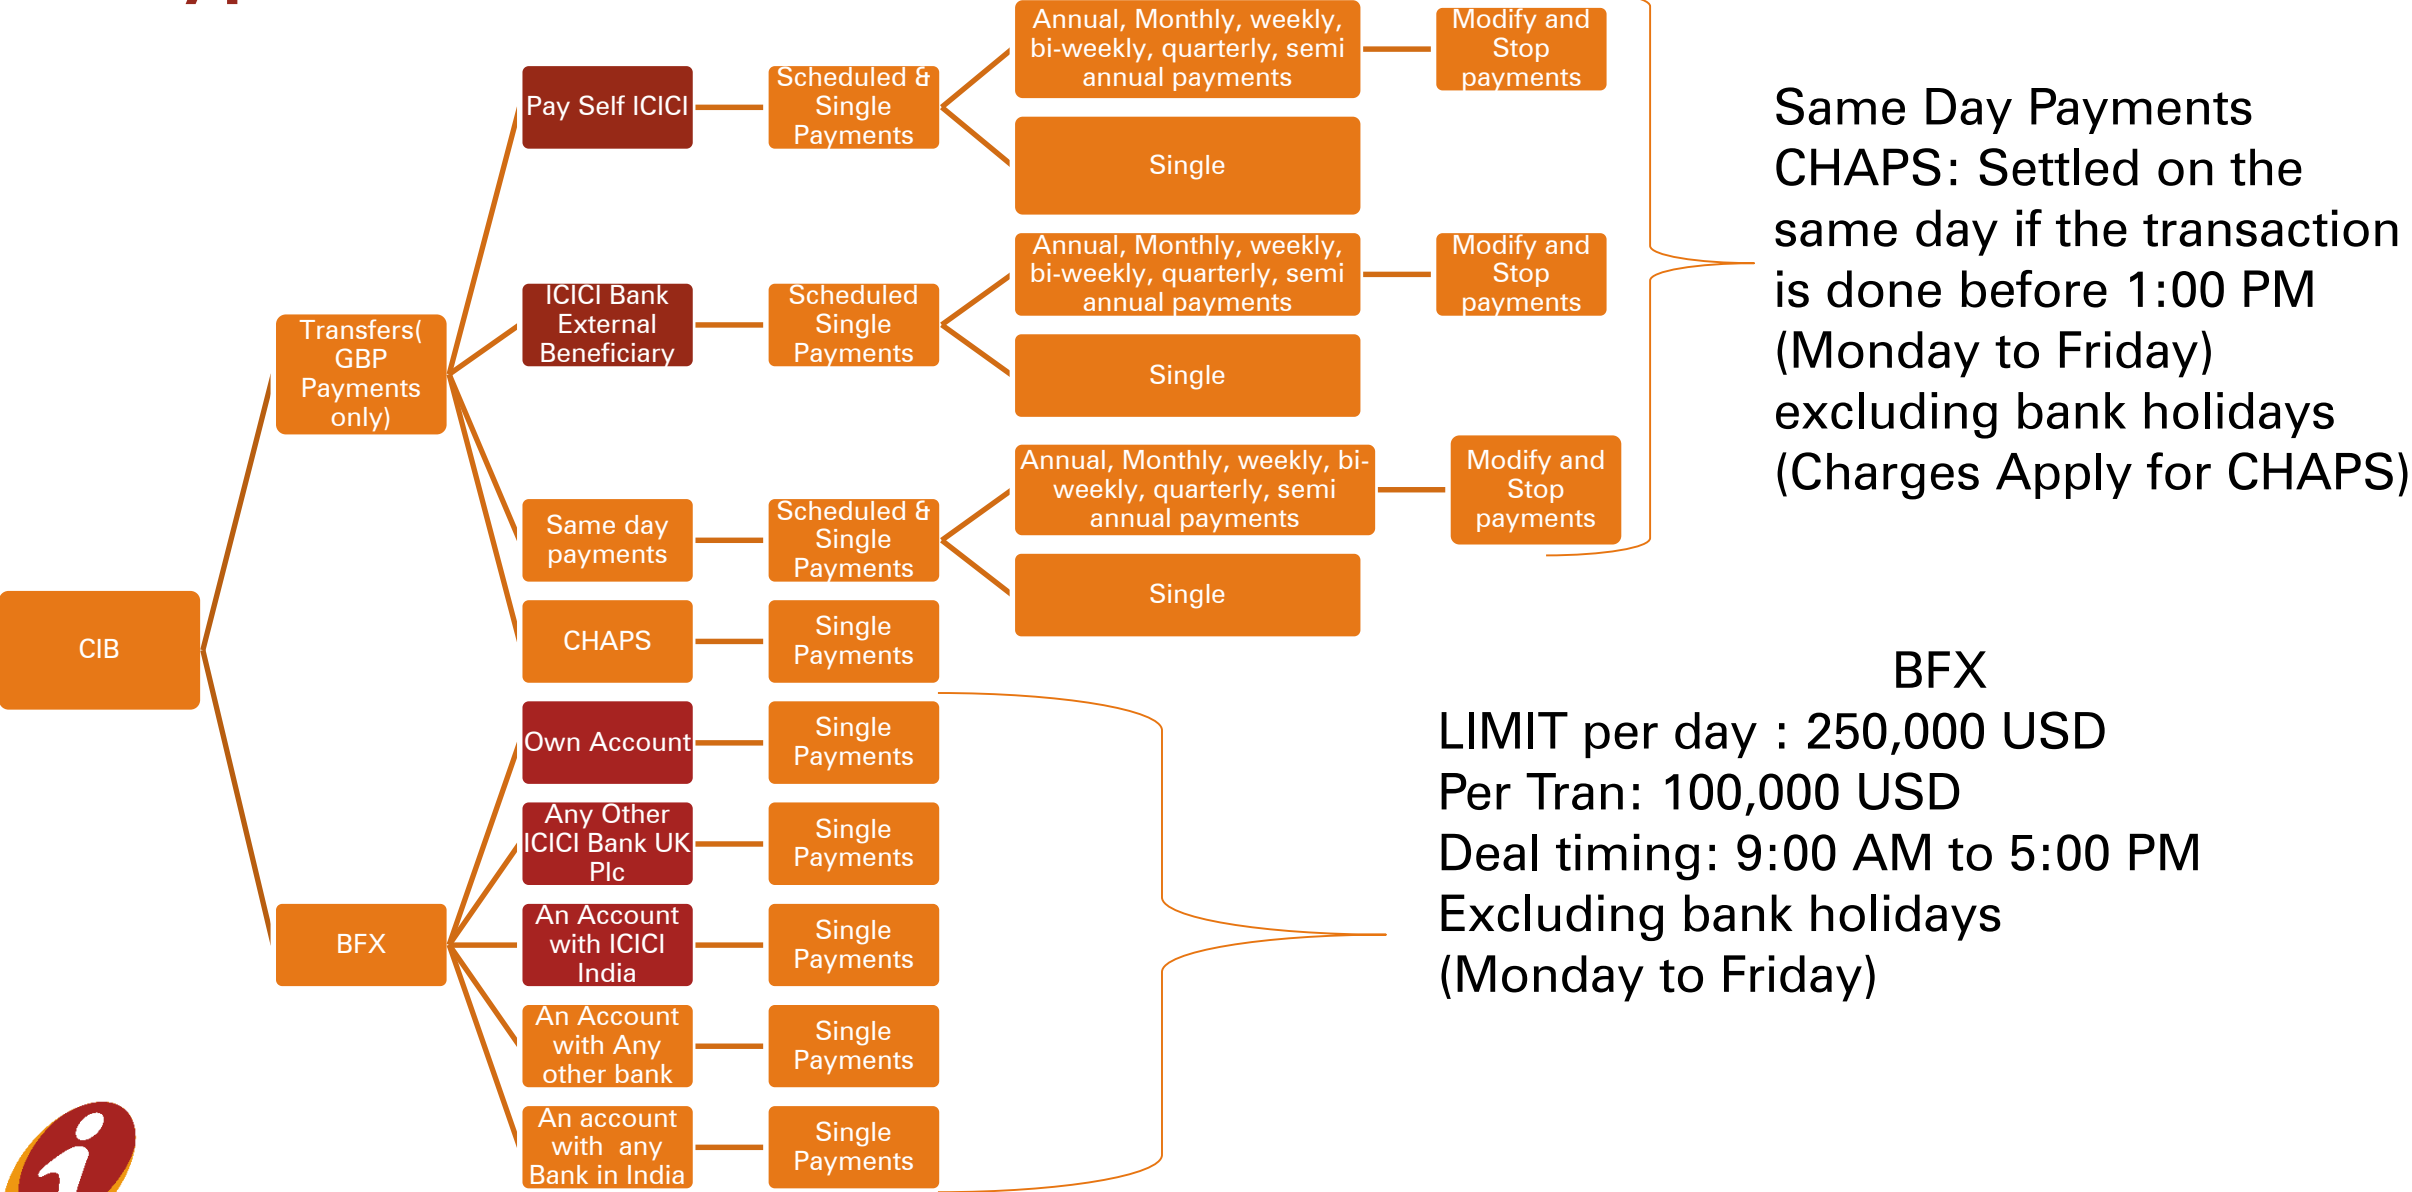 CIB
Transfers(
GBP
Payments
only)
Pay Self ICICI
Scheduled &
Single
Payments
Annual, Monthly, weekly,
bi-weekly, quarterly, semi
annual payments
Modify and
Stop
payments
Single
ICICI Bank
External
Beneficiary
Scheduled
Single
Payments
Annual, Monthly, weekly,
bi-weekly, quarterly, semi
annual payments
Modify and
Stop
payments
Single
Same day
payments
Scheduled &
Single
Payments
Annual, Monthly, weekly, bi-
weekly, quarterly, semi
annual payments
Modify and
Stop
payments
Single
CHAPS
Single
Payments
BFX
Own Account
Single
Payments
Any Other
ICICI Bank UK
Plc
Single
Payments
An Account
with ICICI
India
Single
Payments
An Account
with Any
other bank
Single
Payments
An account
with  any
Bank in India
Single
Payments
Same Day Payments
CHAPS: Settled on the
same day if the transaction
is done before 1:00 PM
(Monday to Friday)
excluding bank holidays
(Charges Apply for CHAPS)
BFX
LIMIT per day : 250,000 USD
Per Tran: 100,000 USD
Deal timing: 9:00 AM to 5:00 PM
Excluding bank holidays
(Monday to Friday)